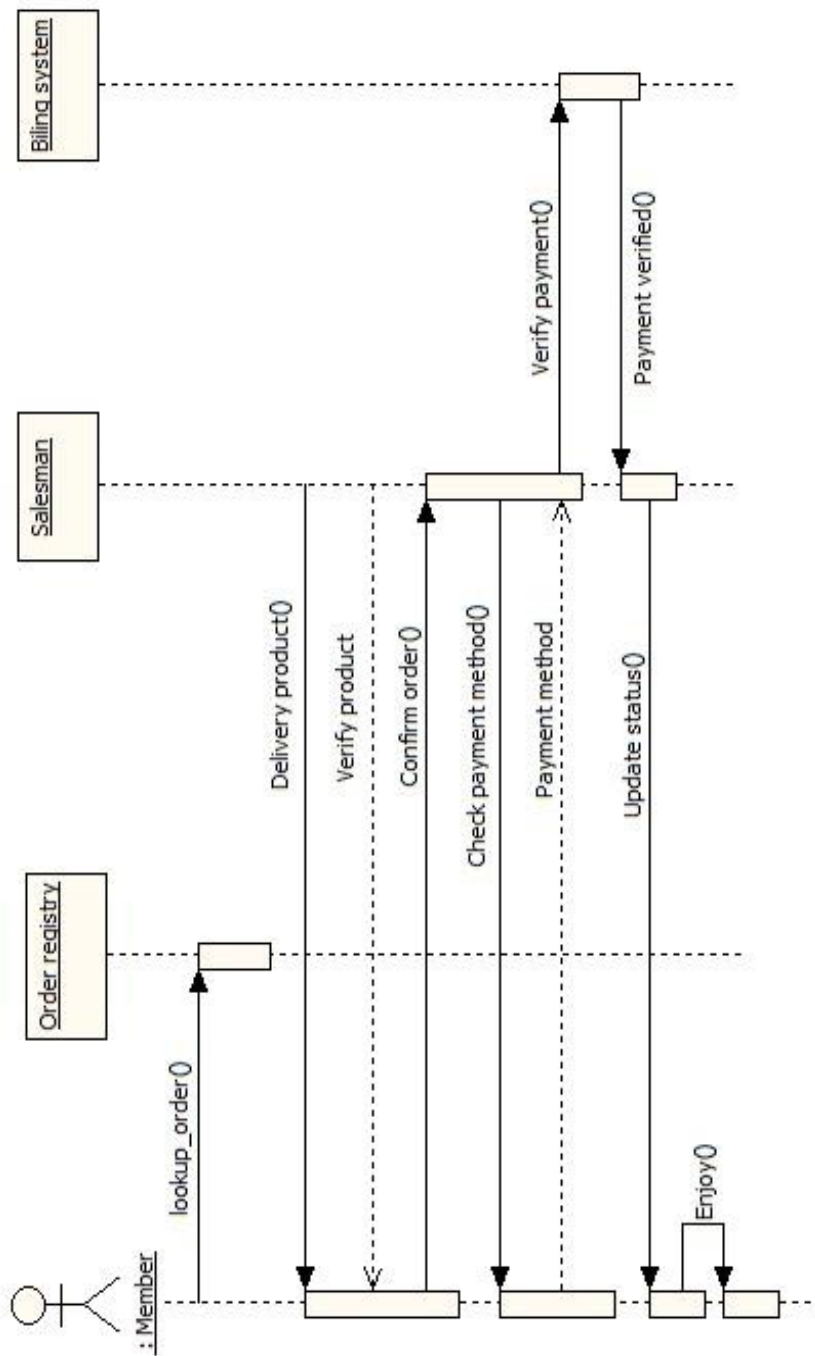 : Member
Order registry
Salesman
Biling system
lookup_order()
Delivery product()
Verify product
Confirm order()
Check payment method()
Payment method
Verify payment()
Payment verified()
Update status()
Enjoy()